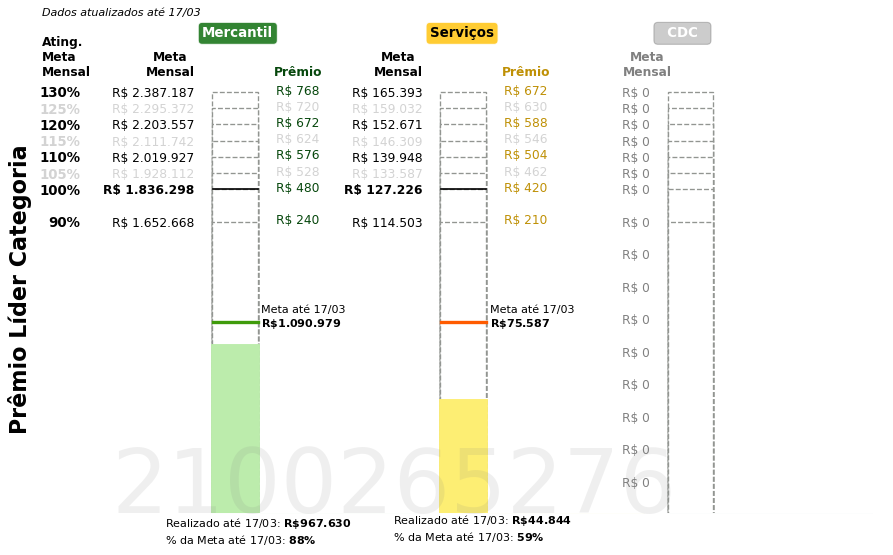 Dados atualizados até 17/03
Mercantil Serviços CDC
Ating. Meta Mensal Meta Mensal Prêmio Meta Mensal Prêmio Meta Mensal
130% R$ 2.387.187 R$ 768 R$ 165.393 R$ 672 R$ 0
125% R$ 2.295.372 R$ 720 R$ 159.032 R$ 630 R$ 0
120% R$ 2.203.557 R$ 672 R$ 152.671 R$ 588 R$ 0
115% R$ 2.111.742 R$ 624 R$ 146.309 R$ 546 R$ 0
110% R$ 2.019.927 R$ 576 R$ 139.948 R$ 504 R$ 0
105% R$ 1.928.112 R$ 528 R$ 133.587 R$ 462 R$ 0
100% R$ 1.836.298 R$ 480 R$ 127.226 R$ 420 R$ 0
90% R$ 1.652.668 R$ 240 R$ 114.503 R$ 210 R$ 0
R$ 0
R$ 0
Meta até 17/03 Meta até 17/03
R$1.090.979 R$75.587 R$ 0
R$ 0
R$ 0
R$ 0
R$ 0
R$ 0
Prêmio Líder Categoria
2100265276
Realizado até 17/03: R$967.630 Realizado até 17/03: R$44.844
% da Meta até 17/03: 88% % da Meta até 17/03: 59%